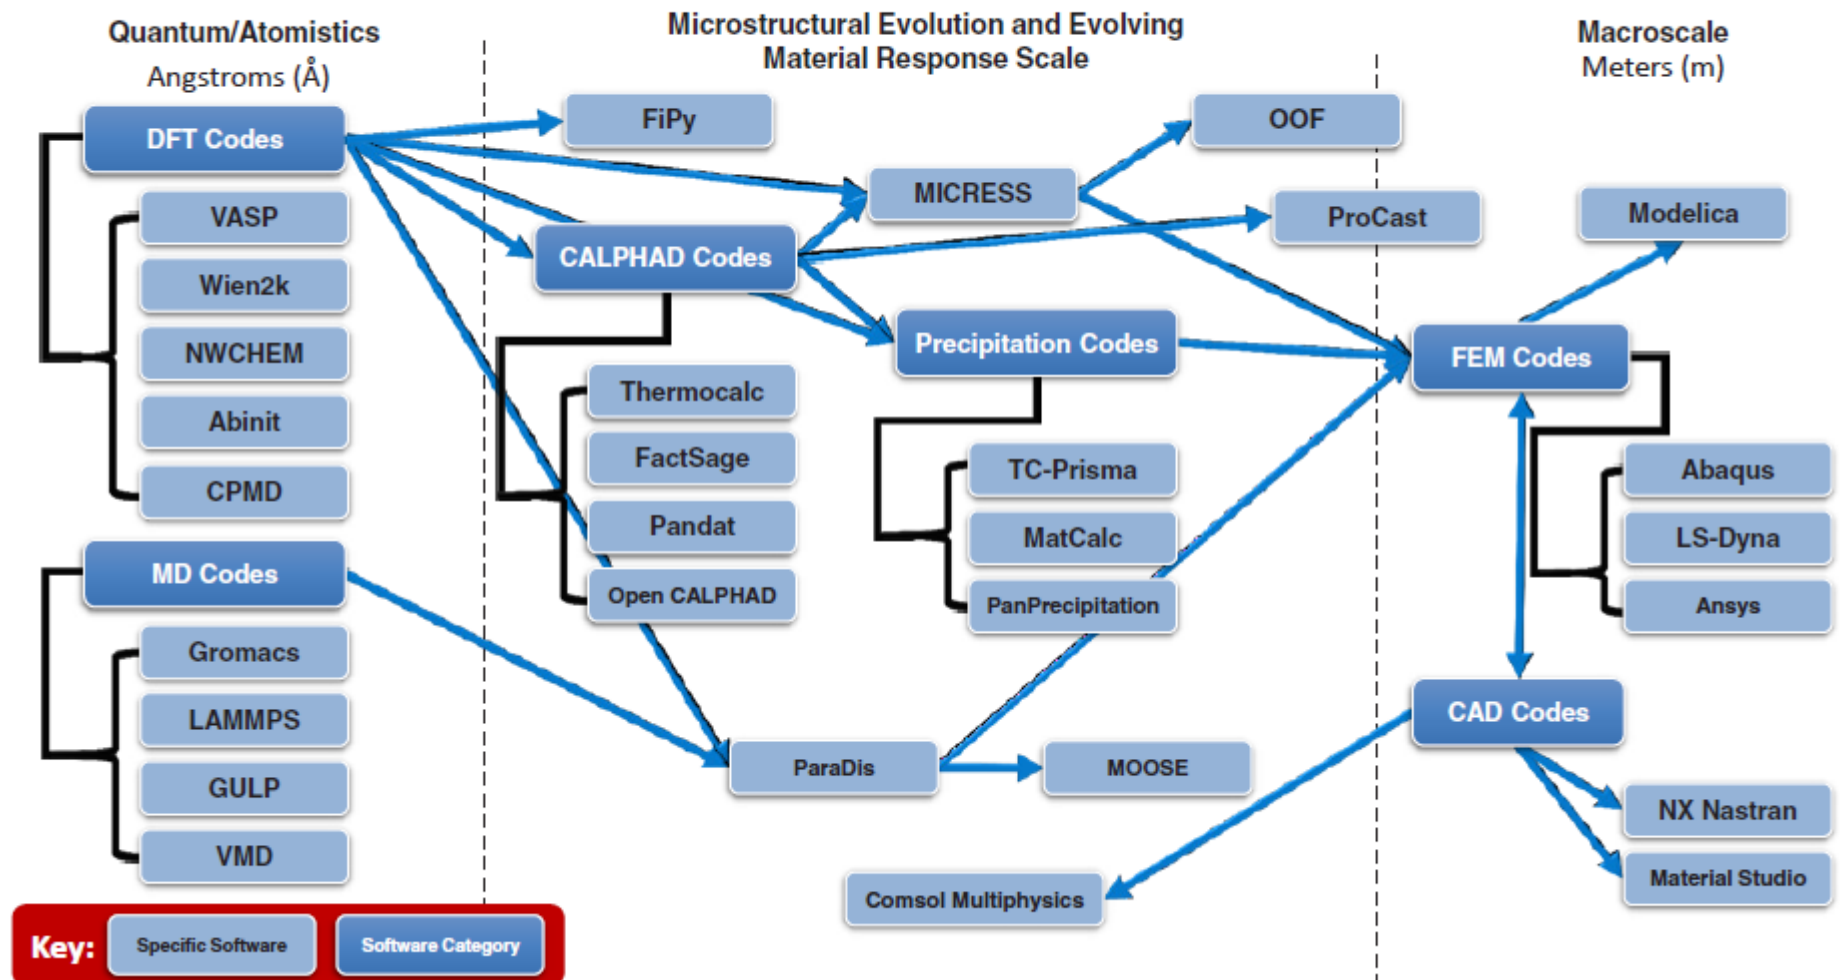 Quantum/Atomistics
Angstroms (Å)
DFT Codes
VASP
Wien2k
NWCHEM
Abinit
CPMD
MD Codes
Gromacs
LAMMPS
GULP
VMD
Microstructural Evolution and Evolving
Material Response Scale
FiPy
OOF
MICRESS
ProCast
CALPHAD Codes
Thermocalc
FactSage
Pandat
Open CALPHAD
Precipitation Codes
TC-Prisma
MatCalc
PanPrecipitation
ParaDis
MOOSE
Comsol Multiphysics
Macroscale
Meters (m)
Modelica
FEM Codes
Abaqus
LS-Dyna
Ansys
CAD Codes
NX Nastran
Material Studio
Key:
Specific Software
Software Category